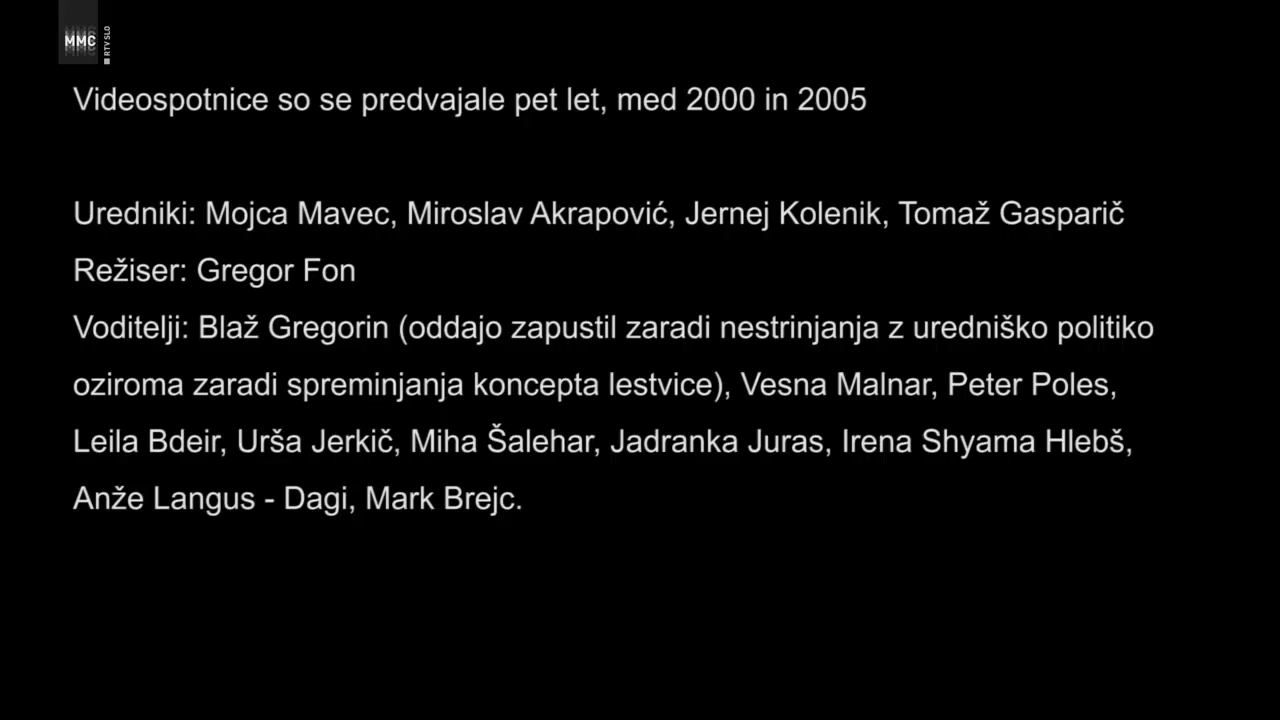 MMC
RTV SLO
Videospotnice so se predvajale pet let, med 2000 in 2005
Uredniki: Mojca Mavec, Miroslav Akrapović, Jernej Kolenik, Tomaž Gasparič
Režiser: Gregor Fon
Voditelji: Blaž Gregorin (oddajo zapustil zaradi nestrinjanja z uredniško politiko
oziroma zaradi spreminjanja koncepta lestvice), Vesna Malnar, Peter Poles,
Leila Bdeir, Urša Jerkič, Miha Šalehar, Jadranka Juras, Irena Shyama Hlebš,
Anže Langus - Dagi, Mark Brejc.